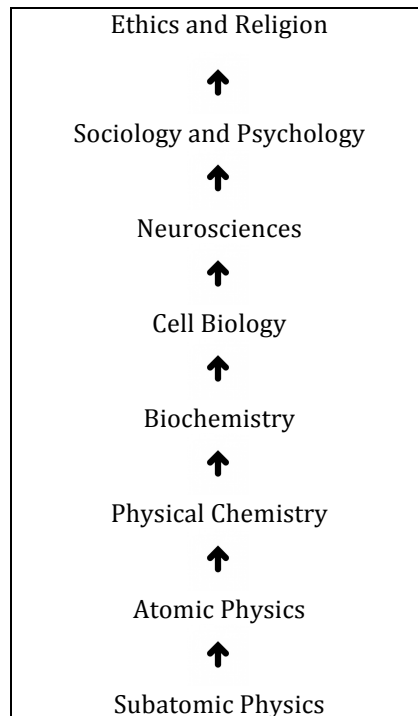 Ethics and Religion
Sociology and Psychology
Neurosciences
Cell Biology
Biochemistry
Physical Chemistry
Atomic Physics
Subatomic Physics